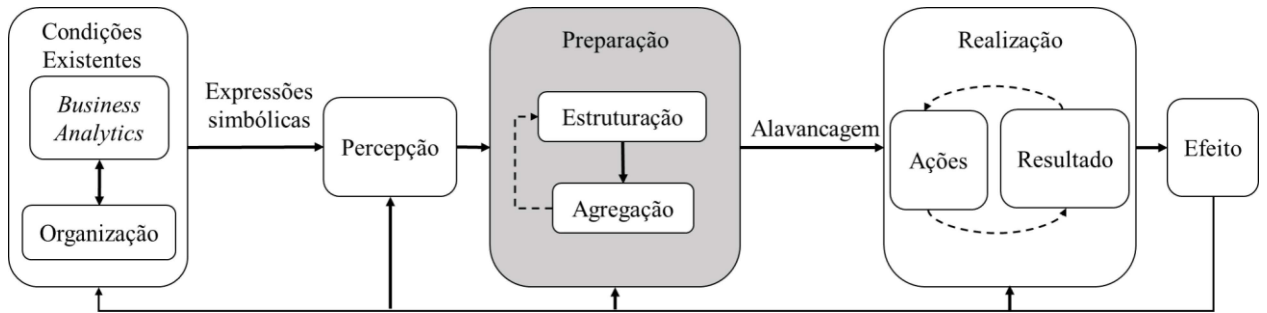 Condições
Existentes
Business
Analytics
Organização
Expressões
simbólicas
Percepção
Preparação
Estruturação
Agregação
Alavancagem
Realização
Ações
Resultado
Efeito